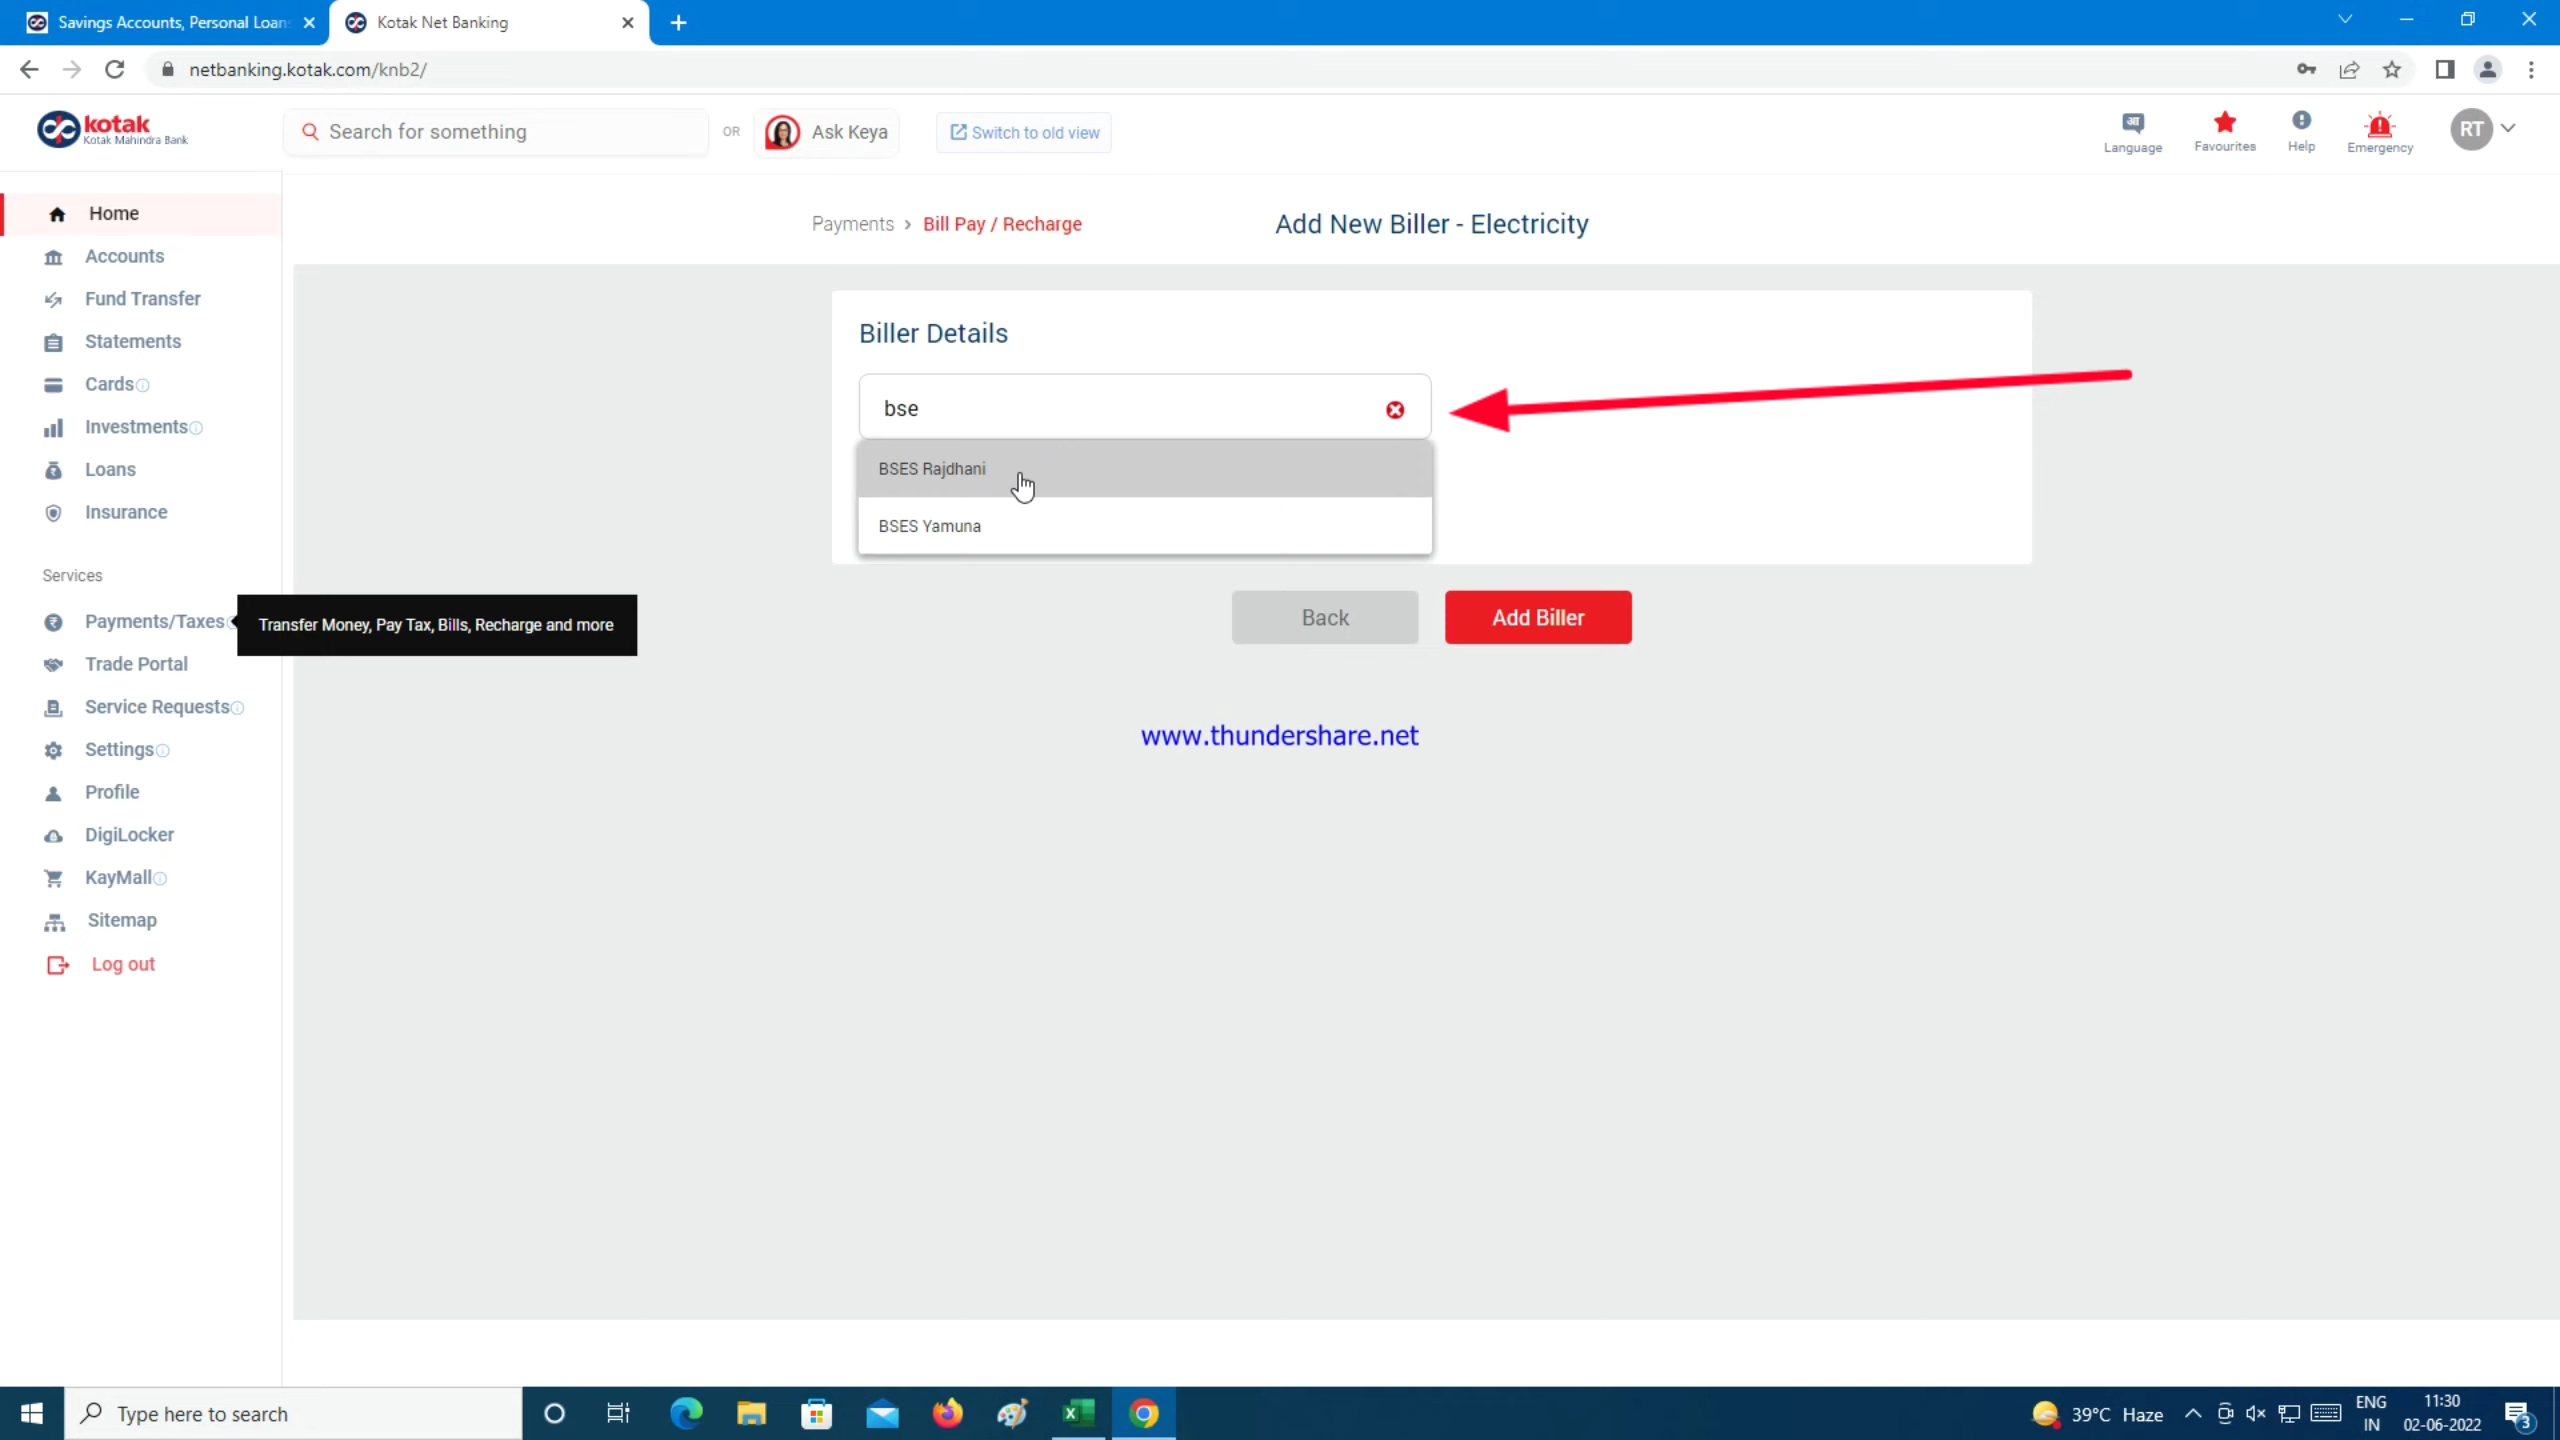 Savings Accounts, Personal Loan
Kotak Net Banking
netbanking.kotak.com/knb2/
kotak
Kotak Mahindra Bank
Search for something
OR
Ask Keya
Switch to old view
अा
Language
Favourites
Help
Emergency
RT
Home
Accounts
Fund Transfer
Statements
Cards
Investments
Loans
Insurance
Services
Payments/Taxes
Transfer Money, Pay Tax, Bills, Recharge and more
Trade Portal
Service Requests
Settings
Profile
DigiLocker
KayMall
Sitemap
Log out
Payments > Bill Pay / Recharge
Add New Biller - Electricity
Biller Details
bse
BSES Rajdhani
BSES Yamuna
Back
Add Biller
www.thundershare.net
Type here to search
39°C Haze
ENG
IN
11:30
02-06-2022
3